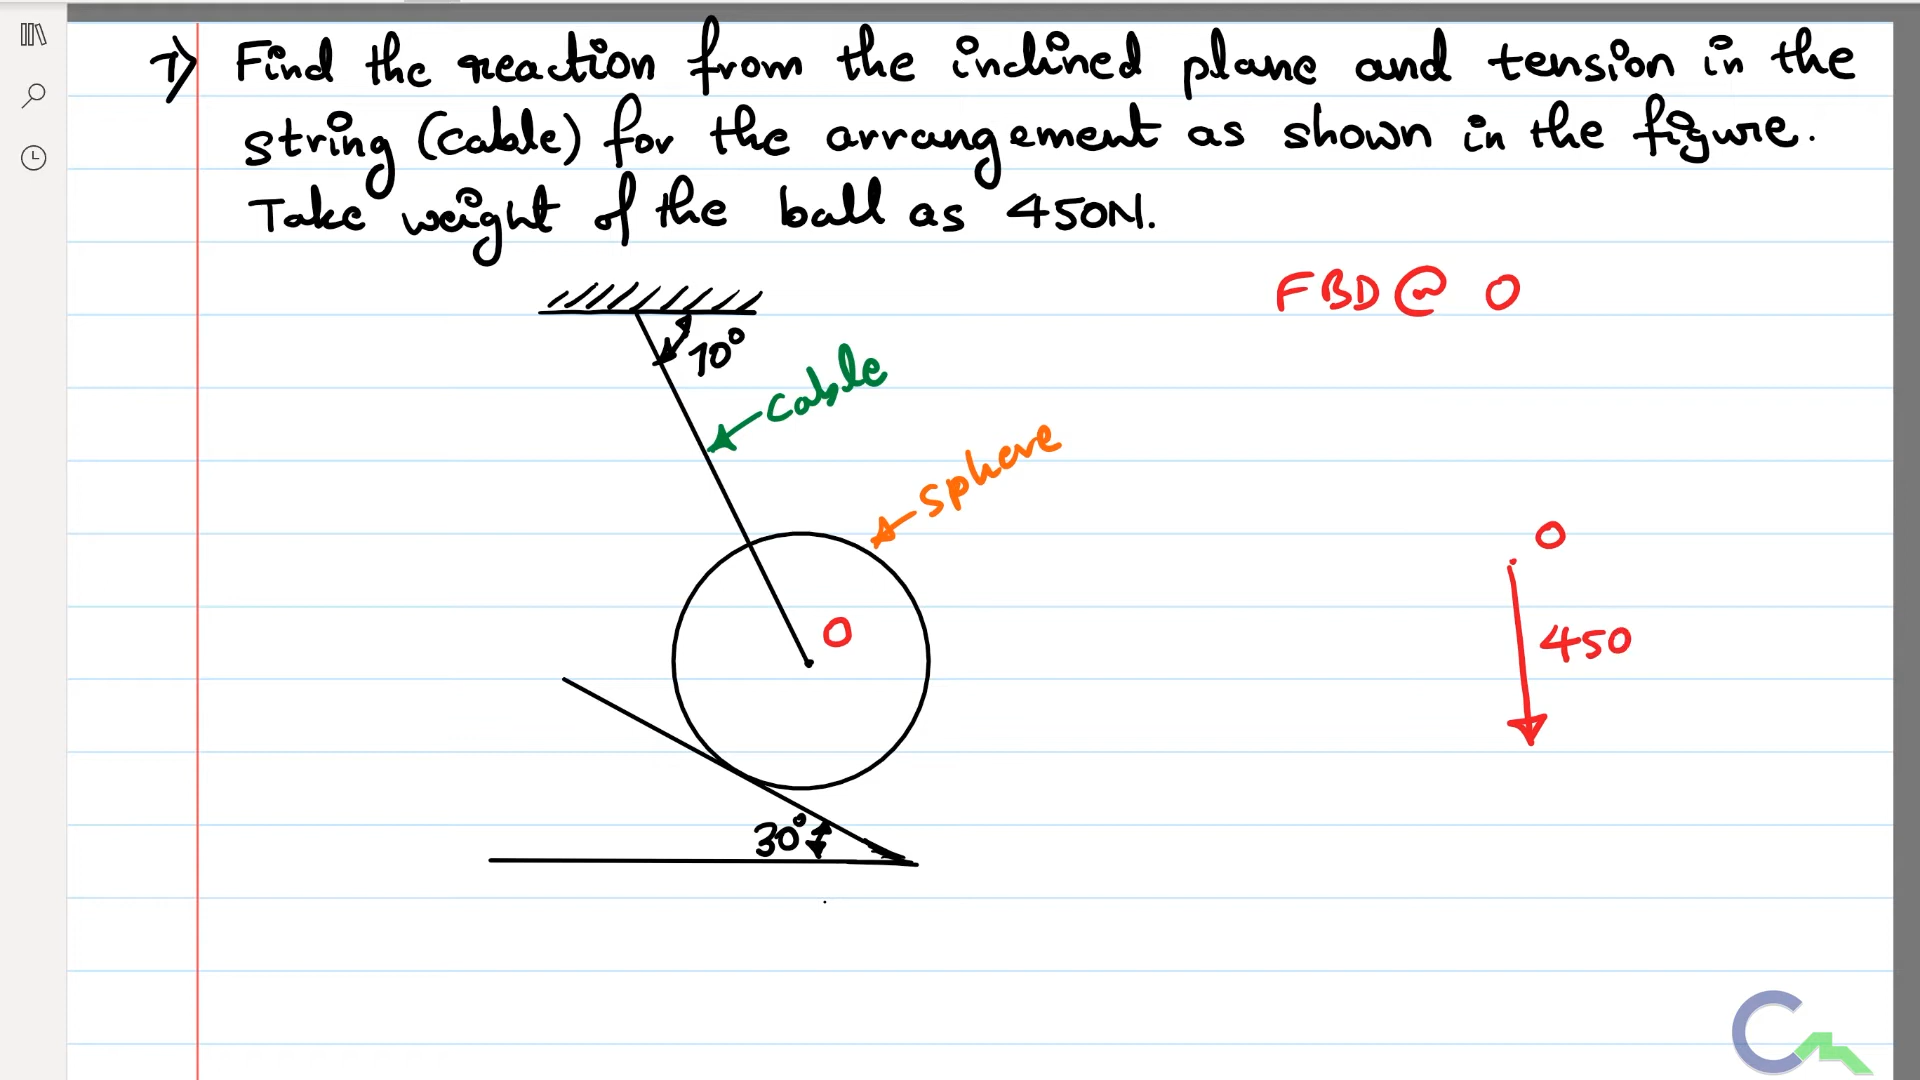 7) Find the reaction from the inclined plane and tension in the
string (cable) for the arrangement as shown in the figure.
Take weight of the ball as 450N.
FBD @ O
70°
cable
sphere
O
O
450
30°